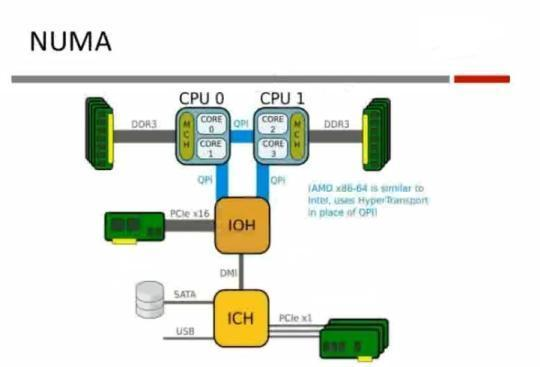 NUMA
CPU 0
CPU 1
DDR3
MCH
CORE 0
CORE 1
QPI
CORE 2
CORE 3
MCH
DDR3
QPI
QPI
(AMD x86-64 is similar to
Intel, uses HyperTransport
in place of QPI)
PCIe x16
IOH
DMI
SATA
ICH
PCIe x1
USB